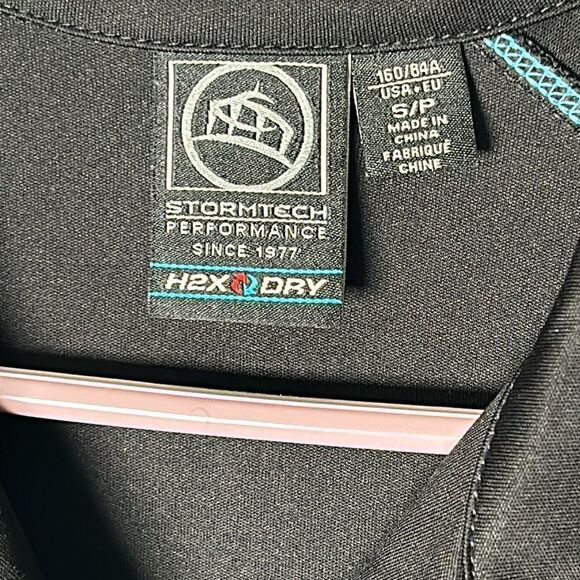 STORMTECH
PERFORMANCE
SINCE 1977
H2X DRY
160/84A
USA • EU
S/P
MADE IN
CHINA
FABRIQUÉ
CHINE